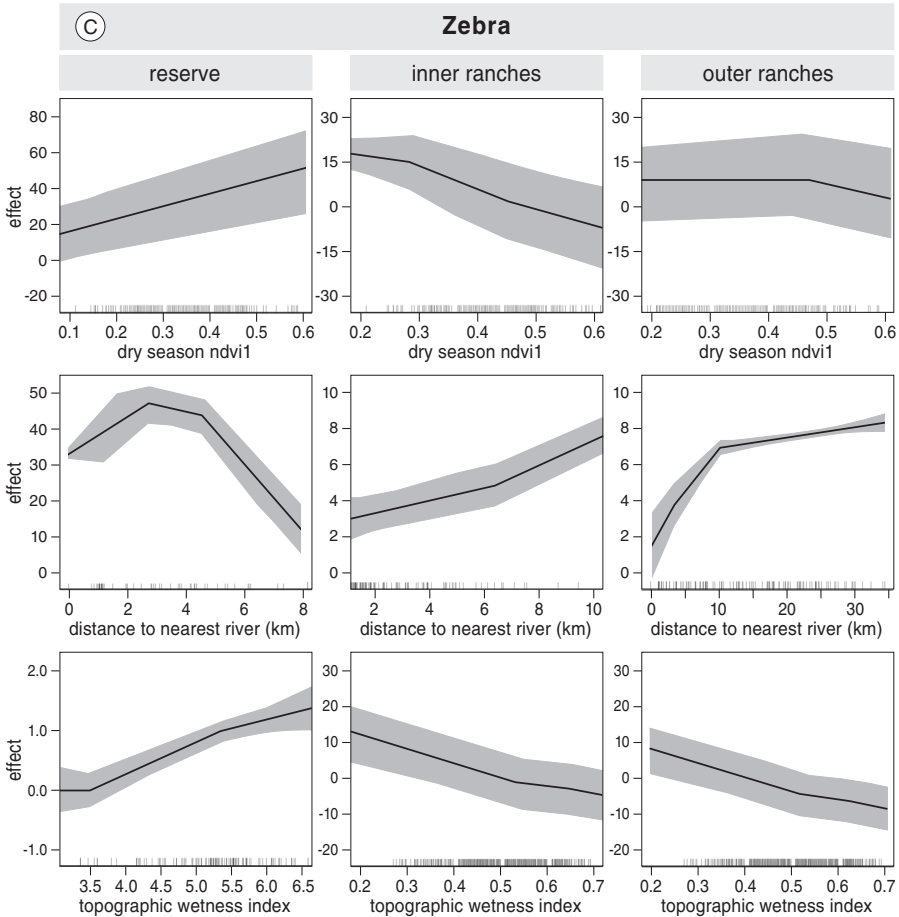 C Zebra
reserve inner ranches outer ranches
80 60 40 20 0 -20
effect
0.1 0.2 0.3 0.4 0.5 0.6
dry season ndvi1
30 15 0 -15 -30
0.2 0.3 0.4 0.5 0.6
dry season ndvi1
30 15 0 -15 -30
0.2 0.3 0.4 0.5 0.6
dry season ndvi1
50 40 30 20 10 0
effect
0 2 4 6 8
distance to nearest river (km)
10 8 6 4 2 0
2 4 6 8 10
distance to nearest river (km)
10 8 6 4 2 0
0 10 20 30
distance to nearest river (km)
2.0 1.0 0.0 -1.0
effect
3.5 4.0 4.5 5.0 5.5 6.0 6.5
topographic wetness index
30 20 10 0 -10 -20
0.2 0.3 0.4 0.5 0.6 0.7
topographic wetness index
30 20 10 0 -10 -20
0.2 0.3 0.4 0.5 0.6 0.7
topographic wetness index